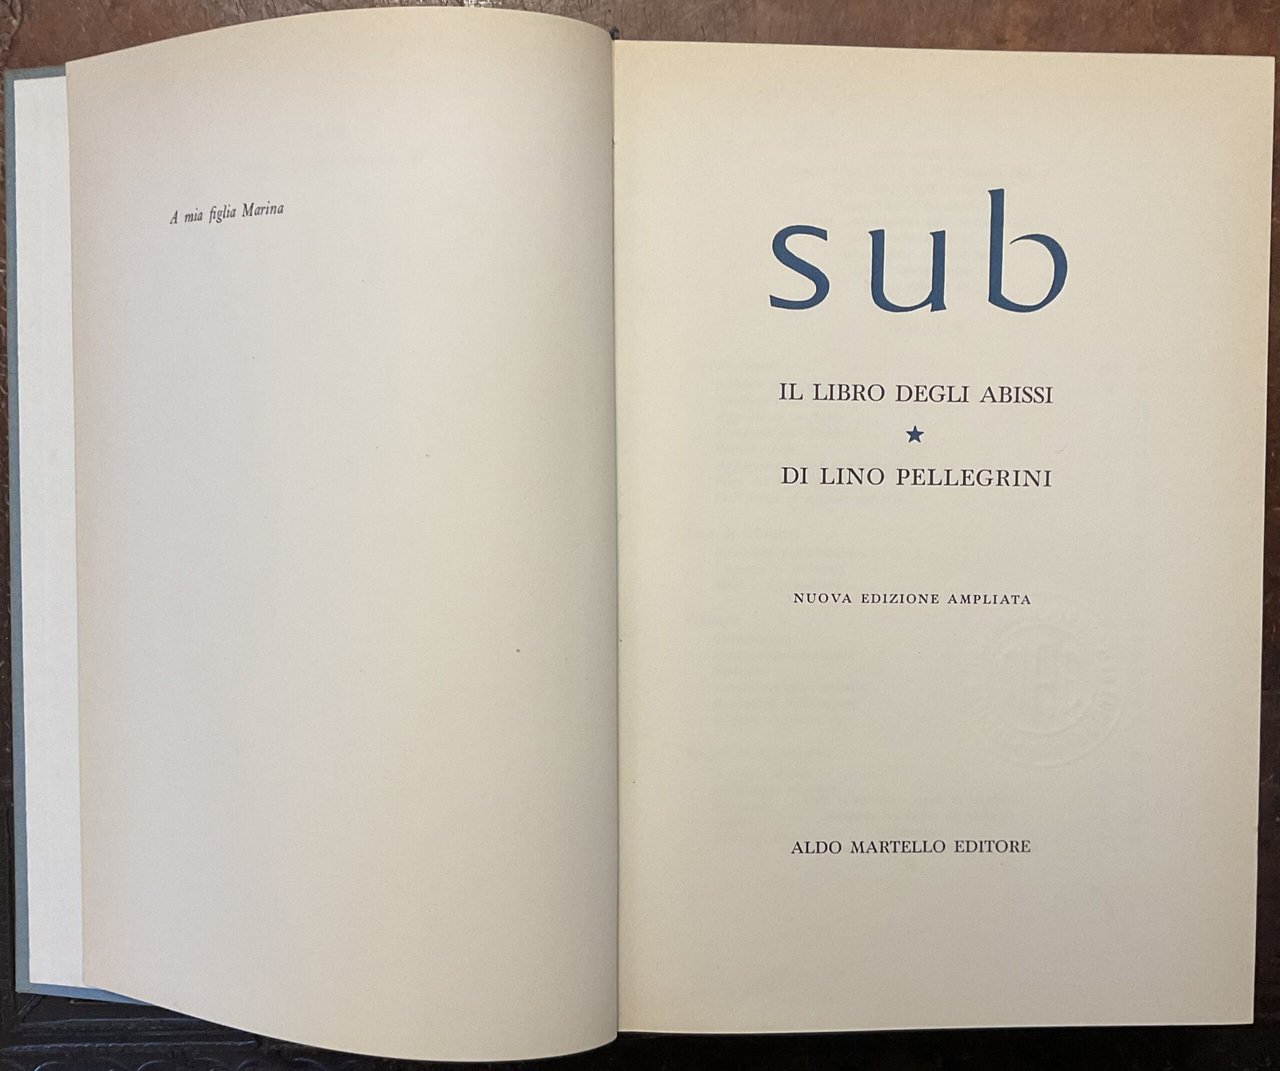 A mia figlia Marina
sub
IL LIBRO DEGLI ABISSI
★
DI LINO PELLEGRINI
NUOVA EDIZIONE AMPLIATA
ALDO MARTELLO EDITORE